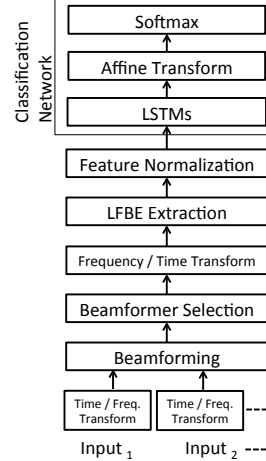 Softmax
Affine Transform
LSTMs
Classification
Network
Feature Normalization
LFBE Extraction
Frequency / Time Transform
Beamformer Selection
Beamforming
Time / Freq.
Transform
Time / Freq.
Transform
Input 1
Input 2